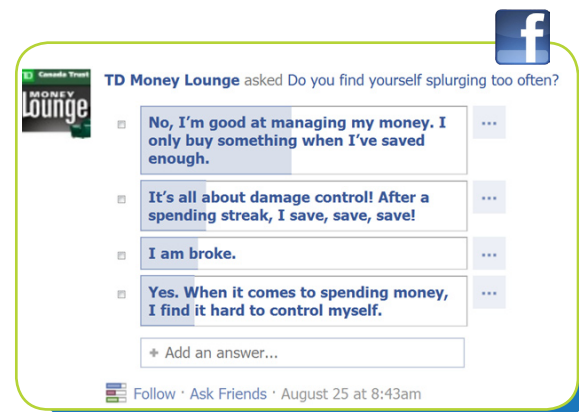 f
TD Canada Trust
MONEY
Lounge
TD Money Lounge asked Do you find yourself splurging too often?
No, I'm good at managing my money. I
only buy something when I've saved
enough.
...
It's all about damage control! After a
spending streak, I save, save, save!
...
I am broke.
...
Yes. When it comes to spending money,
I find it hard to control myself.
...
+ Add an answer...
Follow · Ask Friends · August 25 at 8:43am